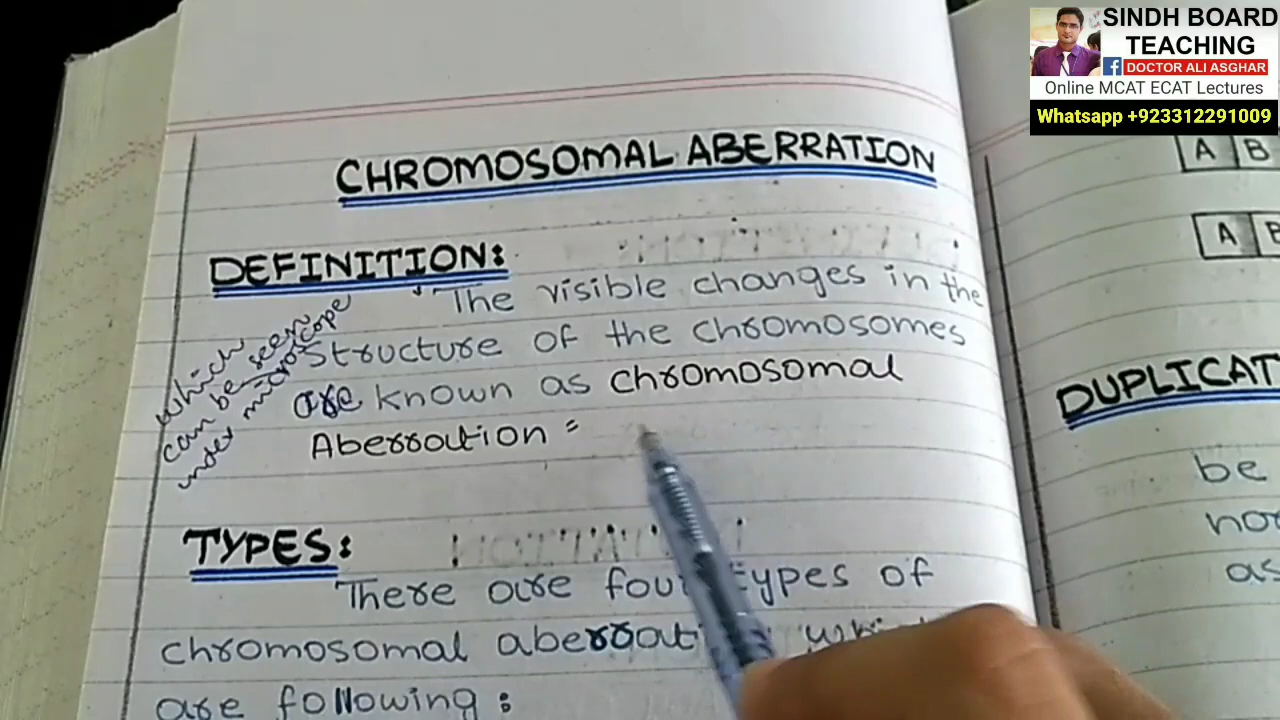 SINDH BOARD
TEACHING
f DOCTOR ALI ASGHAR
Online MCAT ECAT Lectures
Whatsapp +923312291009
CHROMOSOMAL ABERRATION
DEFINITION:
"The visible changes in the
structure of the chromosomes
are known as chromosomal
Aberration =
which
can be seen
under microscope
TYPES:
There are four types of
chromosomal
are following:
A B
A B
DUPLICAT
be
as